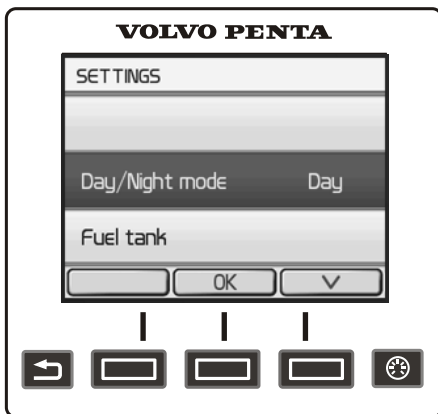 VOLVO PENTA
SETTINGS
Day/Night mode Day
Fuel tank
OK